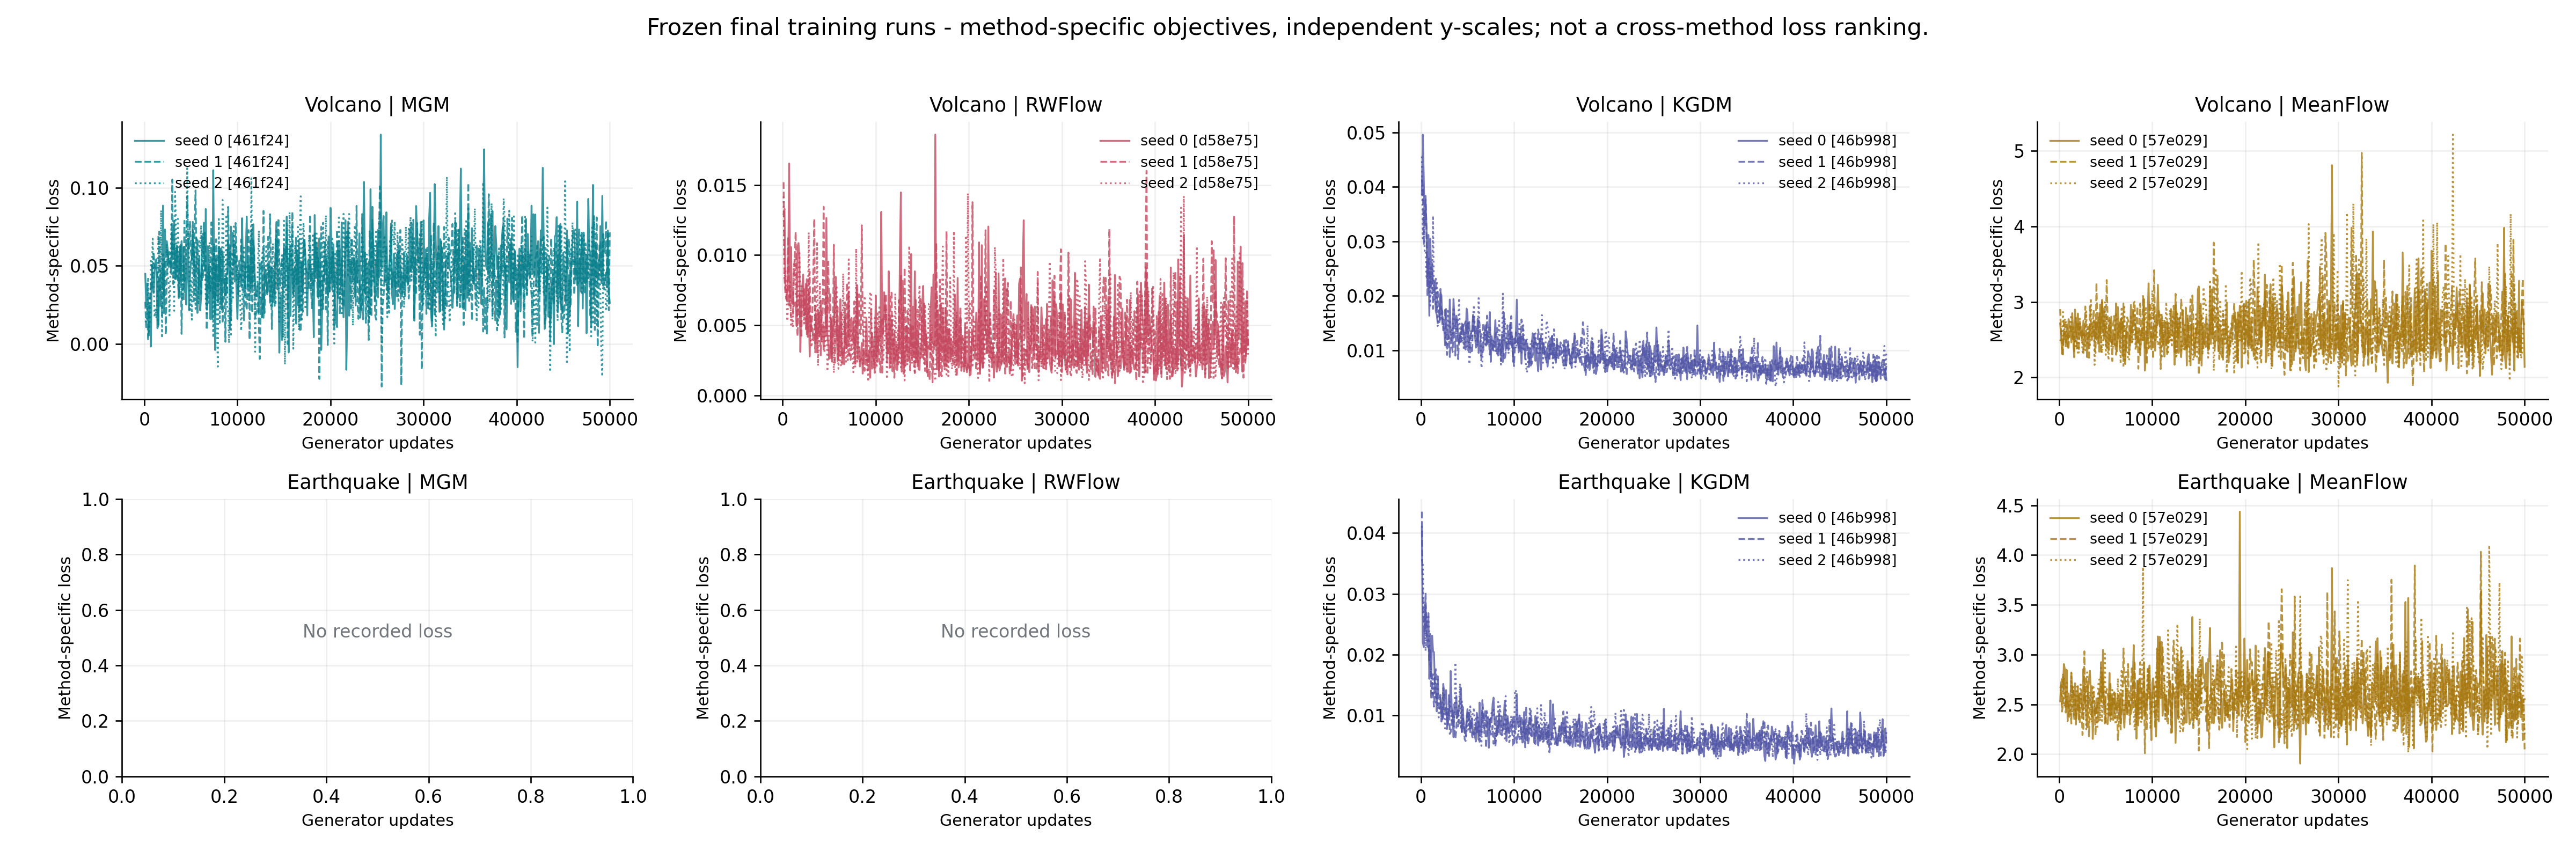 Frozen final training runs - method-specific objectives, independent y-scales; not a cross-method loss ranking.
Volcano | MGM
seed 0 [461f24]
seed 1 [461f24]
seed 2 [461f24]
0.10
0.05
0.00
Method-specific loss
0 10000 20000 30000 40000 50000
Generator updates
Volcano | RWFlow
seed 0 [d58e75]
seed 1 [d58e75]
seed 2 [d58e75]
0.015
0.010
0.005
0.000
Method-specific loss
0 10000 20000 30000 40000 50000
Generator updates
Volcano | KGDM
seed 0 [46b998]
seed 1 [46b998]
seed 2 [46b998]
0.05
0.04
0.03
0.02
0.01
Method-specific loss
0 10000 20000 30000 40000 50000
Generator updates
Volcano | MeanFlow
seed 0 [57e029]
seed 1 [57e029]
seed 2 [57e029]
5
4
3
2
Method-specific loss
0 10000 20000 30000 40000 50000
Generator updates
Earthquake | MGM
1.0
0.8
0.6
0.4
0.2
0.0
Method-specific loss
No recorded loss
0.0 0.2 0.4 0.6 0.8 1.0
Generator updates
Earthquake | RWFlow
1.0
0.8
0.6
0.4
0.2
0.0
Method-specific loss
No recorded loss
0.0 0.2 0.4 0.6 0.8 1.0
Generator updates
Earthquake | KGDM
seed 0 [46b998]
seed 1 [46b998]
seed 2 [46b998]
0.04
0.03
0.02
0.01
Method-specific loss
0 10000 20000 30000 40000 50000
Generator updates
Earthquake | MeanFlow
seed 0 [57e029]
seed 1 [57e029]
seed 2 [57e029]
4.5
4.0
3.5
3.0
2.5
2.0
Method-specific loss
0 10000 20000 30000 40000 50000
Generator updates